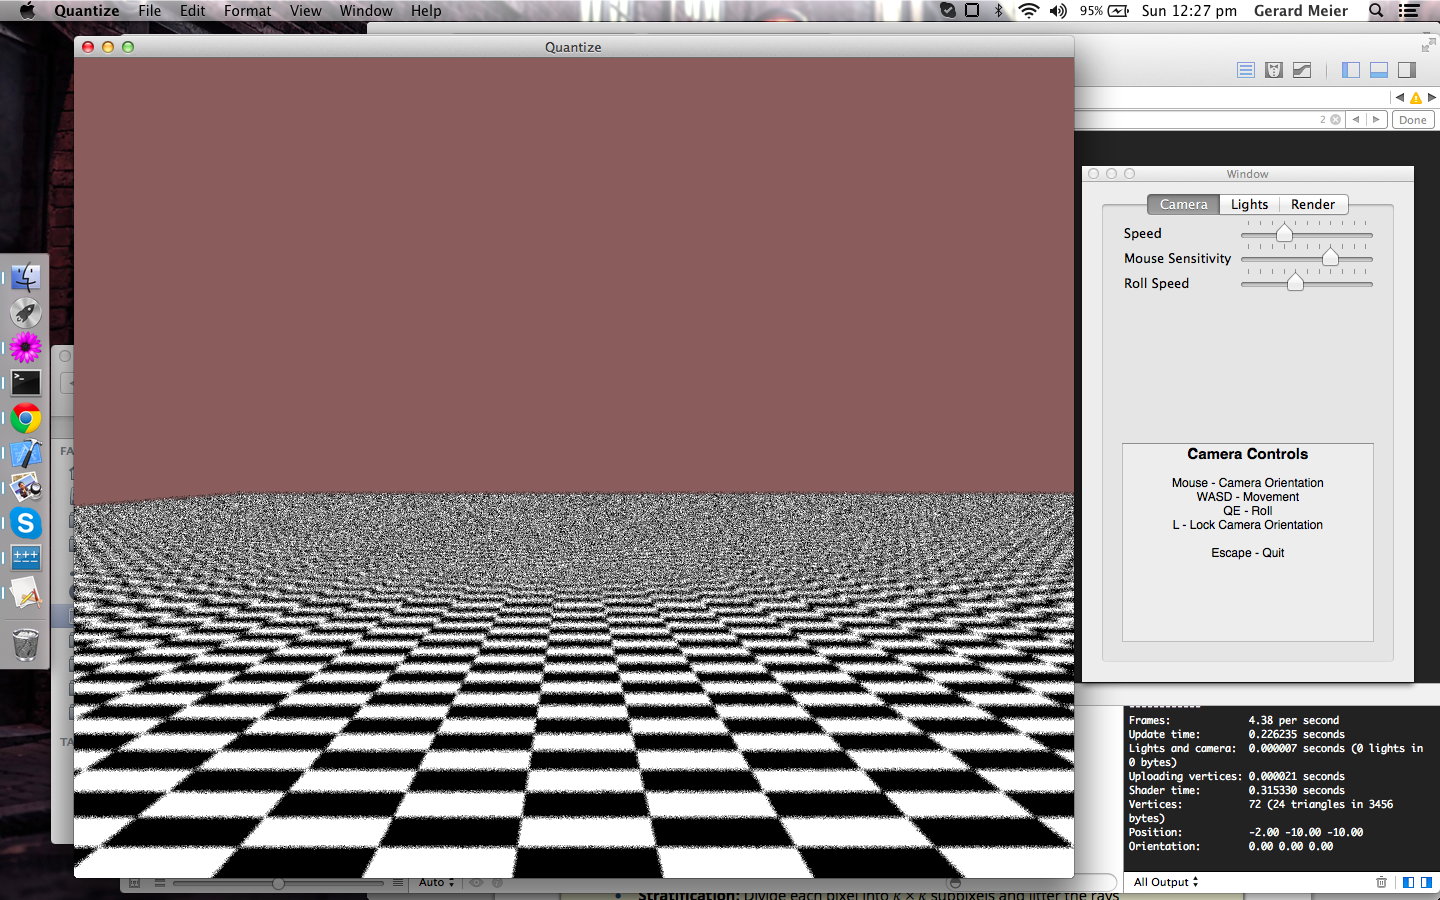 Quantize File Edit Format View Window Help
95% Sun 12:27 pm Gerard Meier
Quantize
2 Done
Window
Camera Lights Render
Speed
Mouse Sensitivity
Roll Speed
Camera Controls
Mouse - Camera Orientation
WASD - Movement
QE - Roll
L - Lock Camera Orientation
Escape - Quit
FA
TA
------------
Frames: 4.38 per second
Update time: 0.226235 seconds
Lights and camera: 0.000007 seconds (0 lights in
0 bytes)
Uploading vertices: 0.000021 seconds
Shader time: 0.315330 seconds
Vertices: 72 (24 triangles in 3456
bytes)
Position: -2.00 -10.00 -10.00
Orientation: 0.00 0.00 0.00
Auto
All Output
Stratification: Divide each pixel into k × k subpixels and jitter the rays